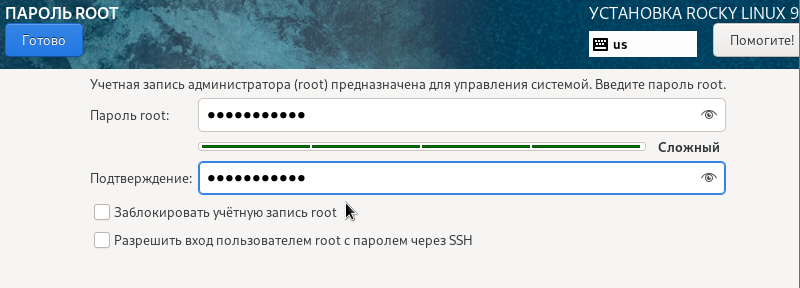 ПАРОЛЬ ROOT
УСТАНОВКА ROCKY LINUX 9
Готово
us
Помогите!
Учетная запись администратора (root) предназначена для управления системой. Введите пароль root.
Пароль root:
●●●●●●●●●●●
Сложный
Подтверждение:
●●●●●●●●●●●
Заблокировать учётную запись root
Разрешить вход пользователем root с паролем через SSH